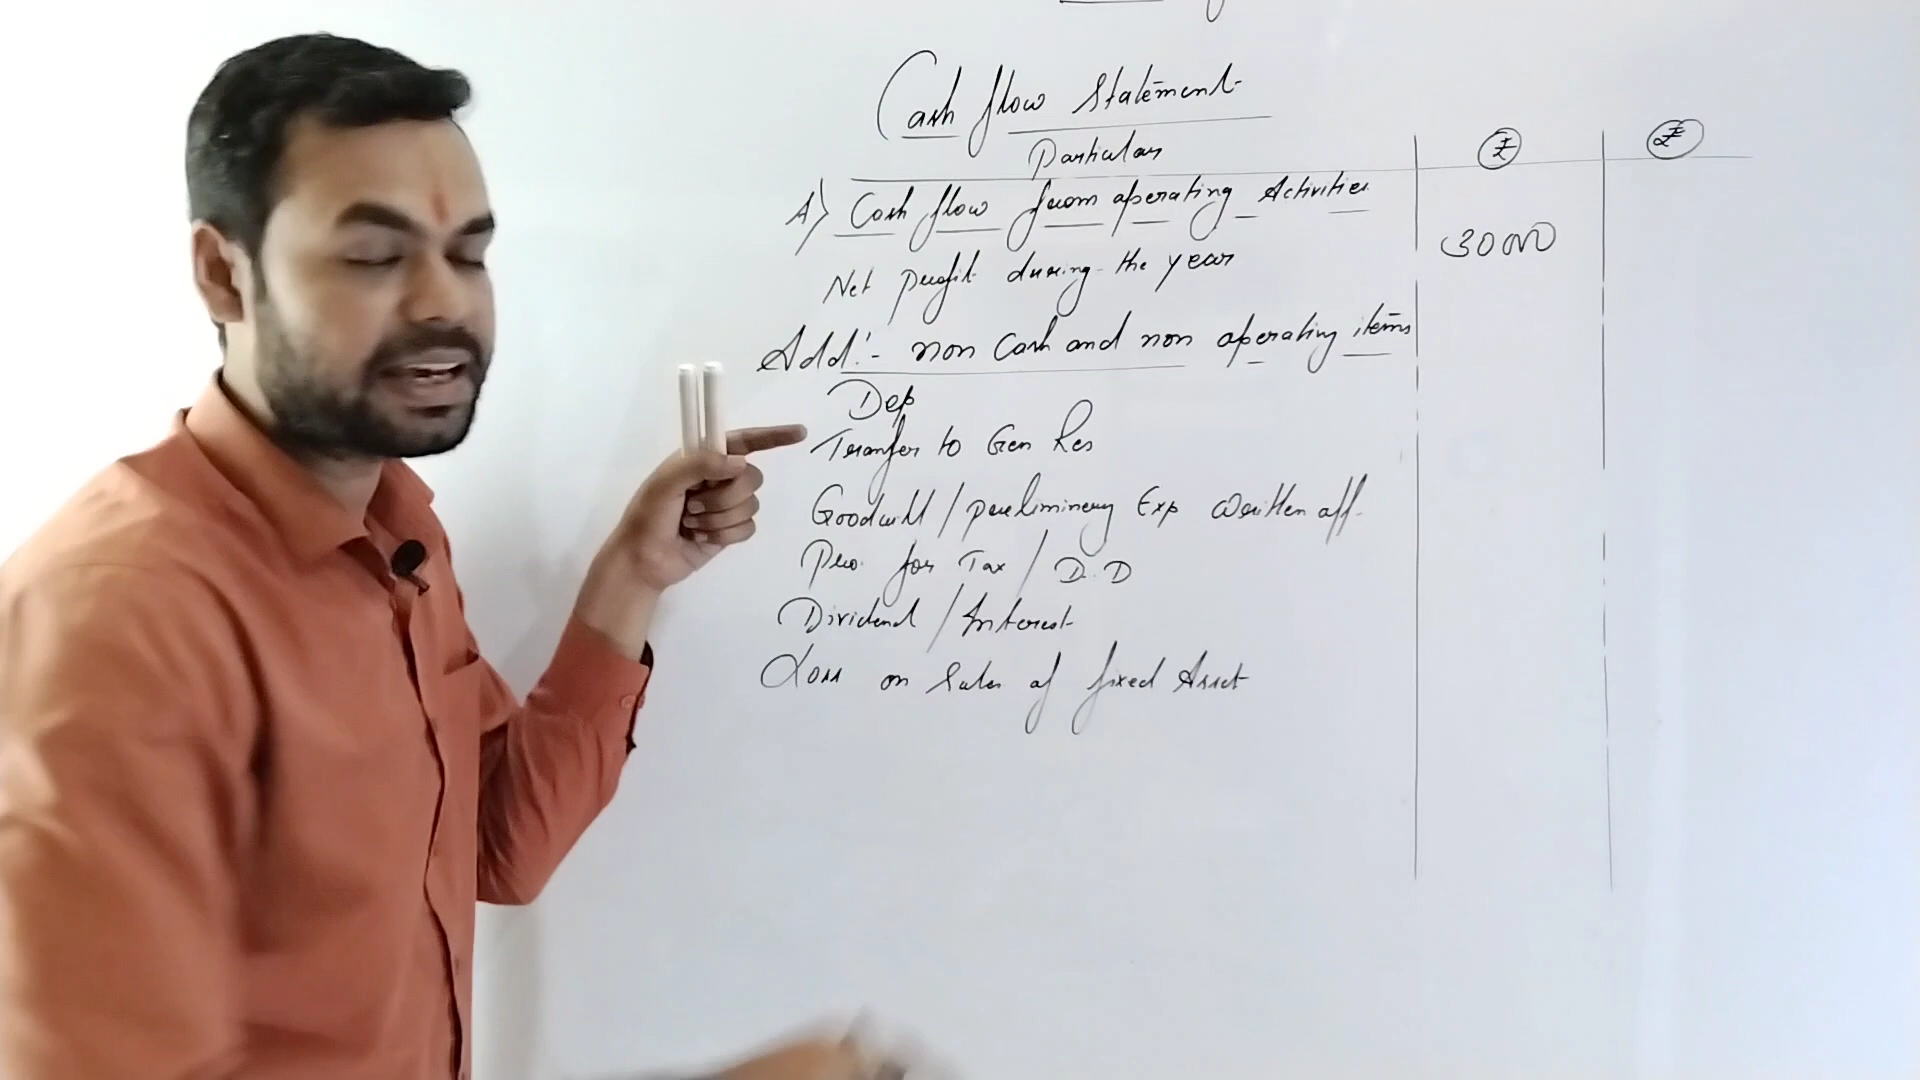 Cash flow Statement
Particulars ₹ ₹
A) Cash flow from operating Activities
Net profit during the year 30000
Add:- non Cash and non operating items
Dep
Transfer to Gen Res
Goodwill / preliminery Exp written off.
Pro. for Tax / D.D
Dividend / Interest
Loss on Sales of fixed Asset